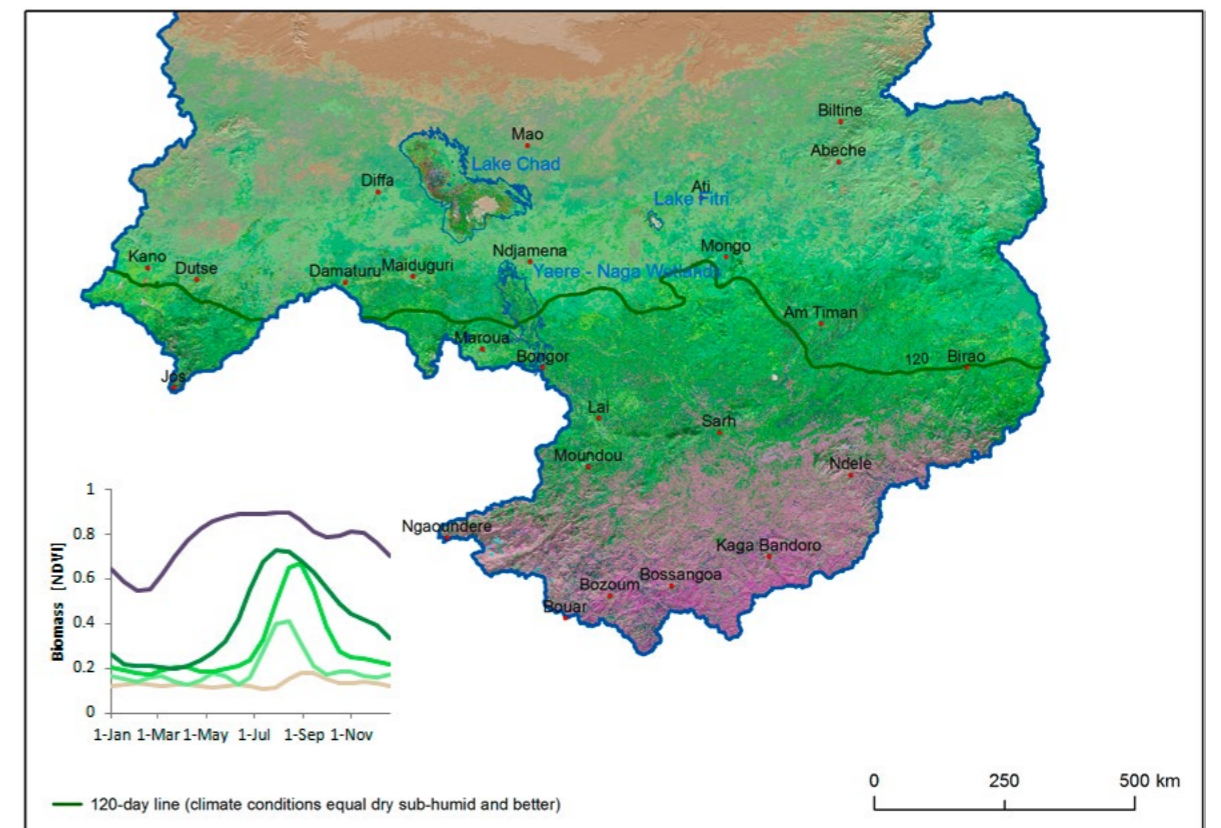 Biltine
Mao
Abeche
Lake Chad
Diffa
Ati
Lake Fitri
Kano
Dutse
Damaturu
Maiduguri
Ndjamena
Mongo
Yaere - Naga Wetlands
Am Timan
Maroua
Bongor
120
Birao
Jos
Lai
Sarh
Moundou
Ndele
Ngaoundere
Kaga Bandoro
Bossangoa
Bozoum
Bouar
Biomass [NDVI]
1
0.8
0.6
0.4
0.2
0
1-Jan 1-Mar 1-May 1-Jul 1-Sep 1-Nov
0 250 500 km
120-day line (climate conditions equal dry sub-humid and better)